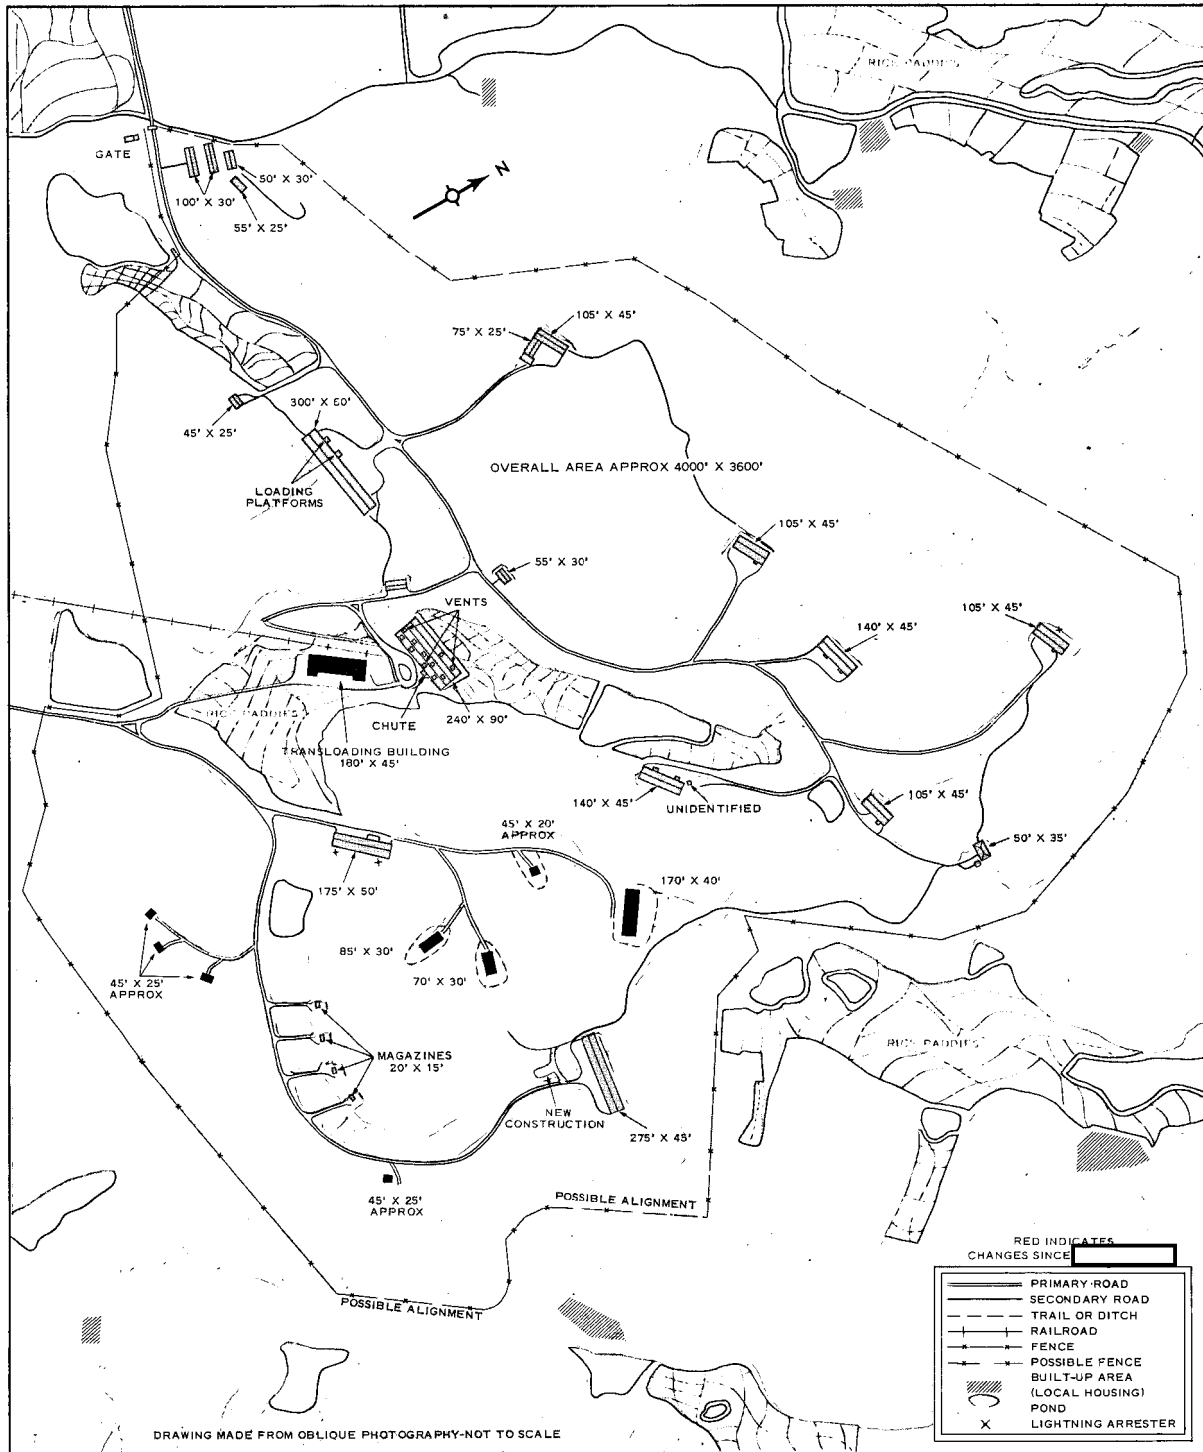 RICE PADDIES
GATE
50' X 30'
100' X 30'
55' X 25'
N
105' X 45'
75' X 25'
300' X 60'
45' X 25'
OVERALL AREA APPROX 4000' X 3600'
LOADING
PLATFORMS
105' X 45'
55' X 30'
VENTS
105' X 45'
140' X 45'
RICE PADDIES
CHUTE
240' X 90'
TRANSLOADING BUILDING
180' X 45'
140' X 45'
UNIDENTIFIED
105' X 45'
45' X 20'
APPROX
50' X 35'
175' X 50'
170' X 40'
85' X 30'
70' X 30'
45' X 25'
APPROX
RICE PADDIES
MAGAZINES
20' X 15'
NEW
CONSTRUCTION
275' X 45'
45' X 25'
APPROX
POSSIBLE ALIGNMENT
POSSIBLE ALIGNMENT
RED INDICATES
CHANGES SINCE
PRIMARY ROAD
SECONDARY ROAD
TRAIL OR DITCH
RAILROAD
FENCE
POSSIBLE FENCE
BUILT-UP AREA
(LOCAL HOUSING)
POND
LIGHTNING ARRESTER
DRAWING MADE FROM OBLIQUE PHOTOGRAPHY-NOT TO SCALE